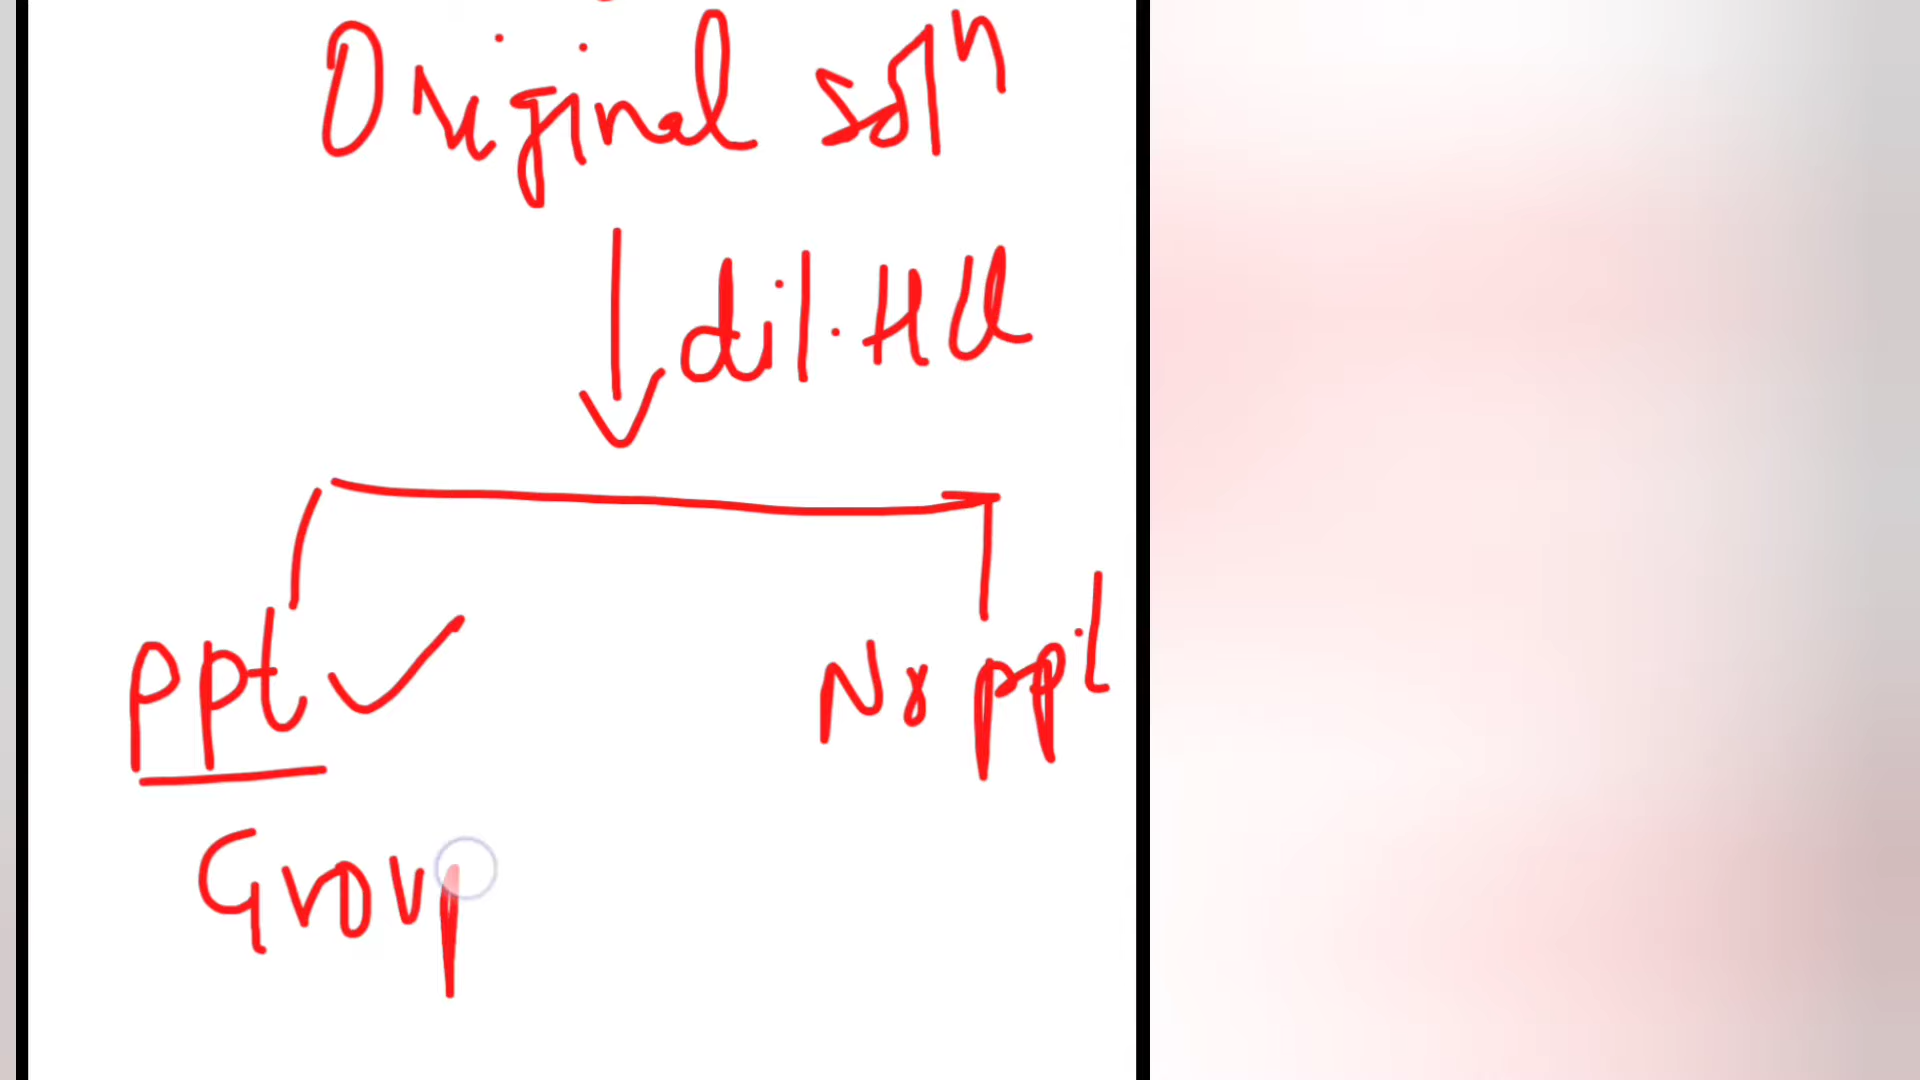 Original solⁿ
dil. HCl
ppt ✓
No ppt
Group